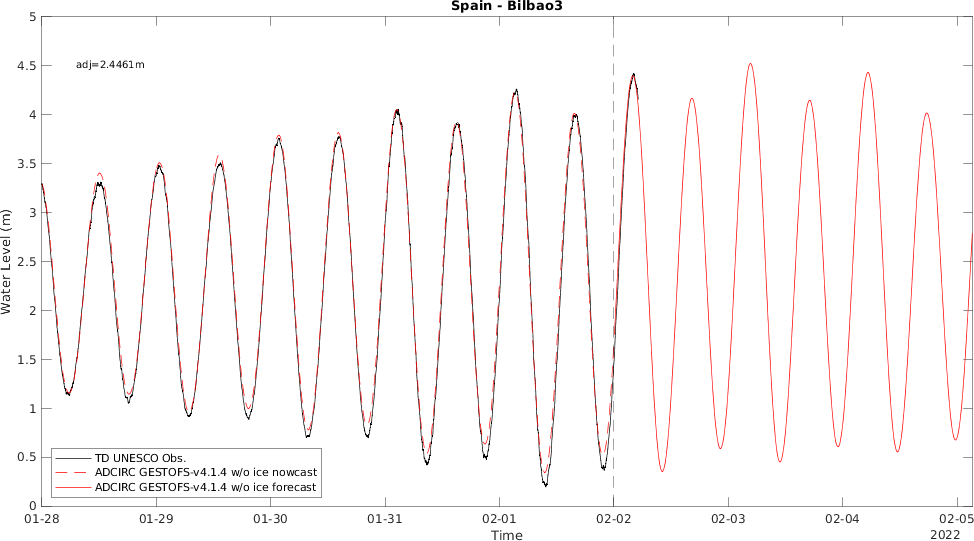 Spain - Bilbao3
5
4.5
4
3.5
3
2.5
2
1.5
1
0.5
0
Water Level (m)
adj=2.4461m
TD UNESCO Obs.
ADCIRC GESTOFS-v4.1.4 w/o ice nowcast
ADCIRC GESTOFS-v4.1.4 w/o ice forecast
01-28 01-29 01-30 01-31 02-01 02-02 02-03 02-04 02-05
Time
2022